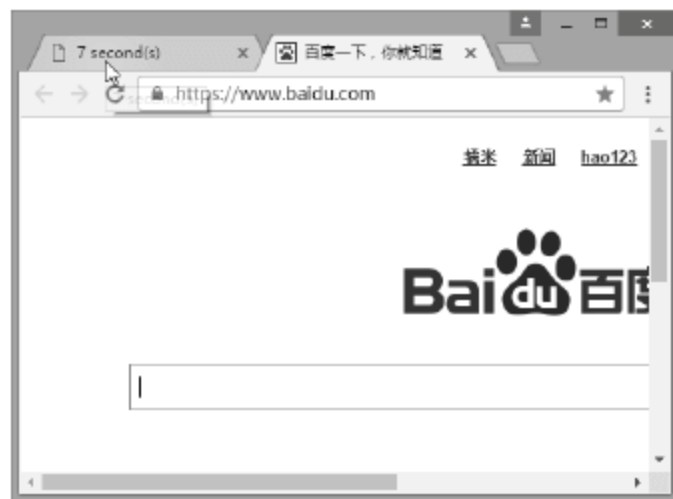 7 second(s)
百度一下，你就知道
https://www.baidu.com
糯米 新闻 hao123
Bai du 百度